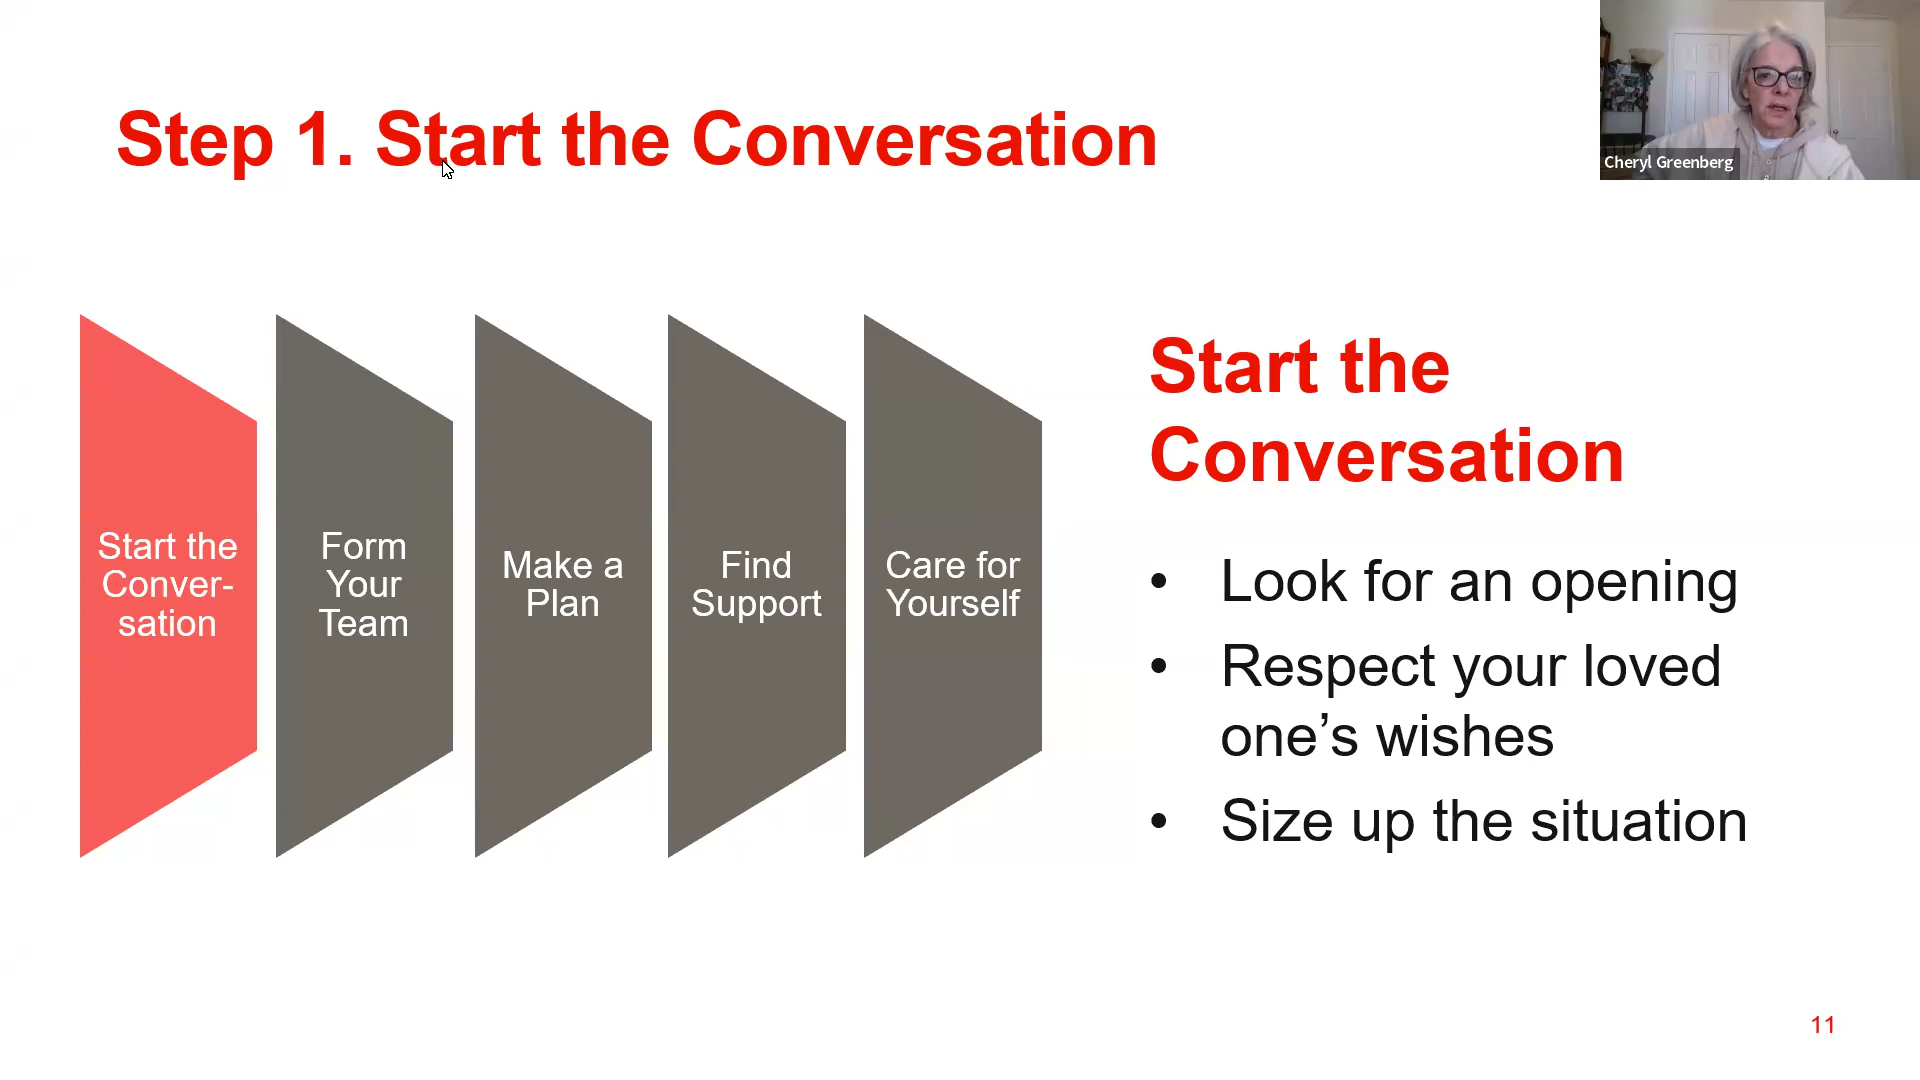 Step 1. Start the Conversation
Cheryl Greenberg
Start the
Conver-
sation
Form
Your
Team
Make a
Plan
Find
Support
Care for
Yourself
Start the
Conversation
• Look for an opening
• Respect your loved
one’s wishes
• Size up the situation
11